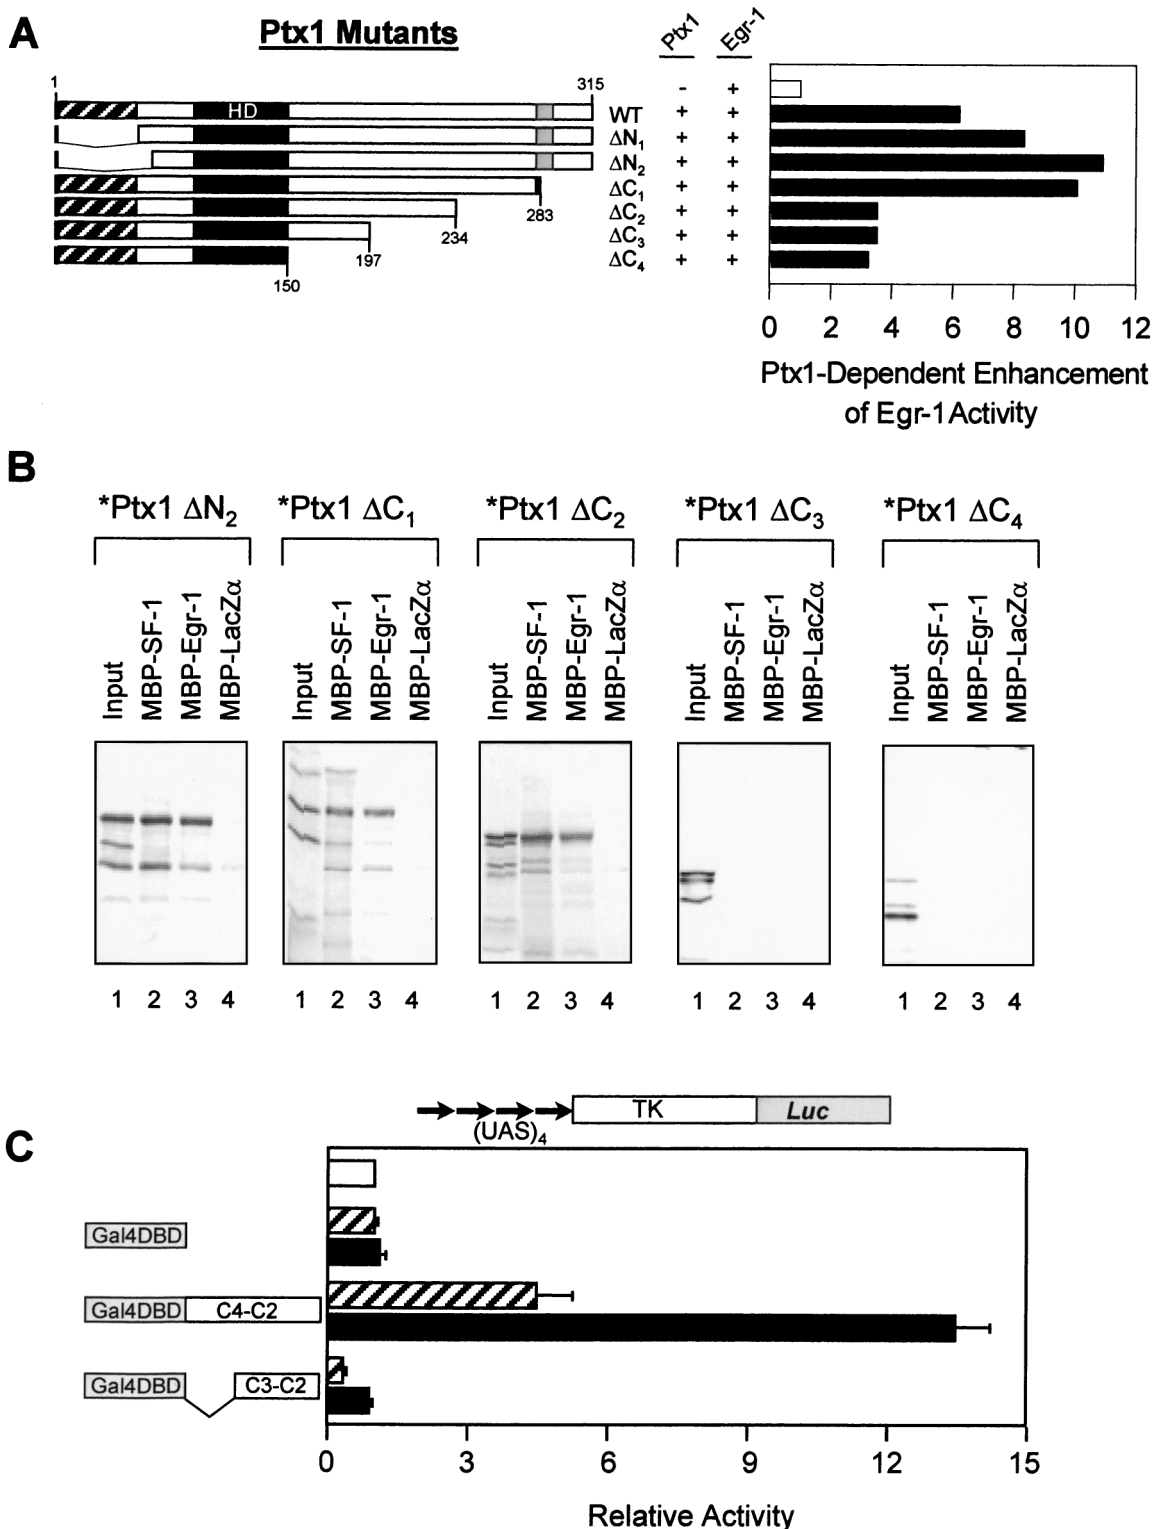 A
Ptx1 Mutants
Ptx1
Egr-1
1
315
HD
- +
WT + +
ΔN1 + +
ΔN2 + +
ΔC1 + +
283
ΔC2 + +
234
ΔC3 + +
197
ΔC4 + +
150
0 2 4 6 8 10 12
Ptx1-Dependent Enhancement
of Egr-1 Activity
B
*Ptx1 ΔN2
*Ptx1 ΔC1
*Ptx1 ΔC2
*Ptx1 ΔC3
*Ptx1 ΔC4
Input MBP-SF-1 MBP-Egr-1 MBP-LacZα
Input MBP-SF-1 MBP-Egr-1 MBP-LacZα
Input MBP-SF-1 MBP-Egr-1 MBP-LacZα
Input MBP-SF-1 MBP-Egr-1 MBP-LacZα
Input MBP-SF-1 MBP-Egr-1 MBP-LacZα
1 2 3 4
1 2 3 4
1 2 3 4
1 2 3 4
1 2 3 4
TK Luc
(UAS)4
C
Gal4DBD
Gal4DBD C4-C2
Gal4DBD C3-C2
0 3 6 9 12 15
Relative Activity